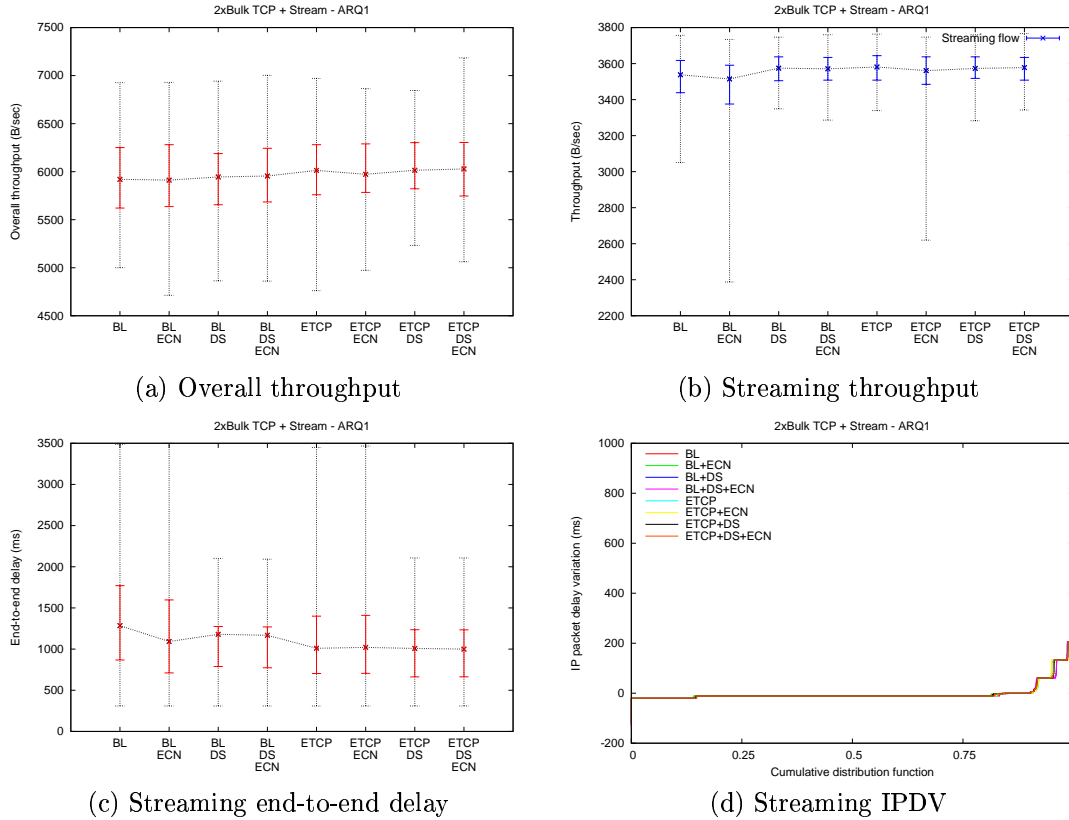 2xBulk TCP + Stream - ARQ1
7500
7000
6500
6000
5500
5000
4500
Overall throughput (B/sec)
BL
BL
ECN
BL
DS
BL
DS
ECN
ETCP
ETCP
ECN
ETCP
DS
ETCP
DS
ECN
(a) Overall throughput
2xBulk TCP + Stream - ARQ1
Streaming flow
3800
3600
3400
3200
3000
2800
2600
2400
2200
Throughput (B/sec)
BL
BL
ECN
BL
DS
BL
DS
ECN
ETCP
ETCP
ECN
ETCP
DS
ETCP
DS
ECN
(b) Streaming throughput
2xBulk TCP + Stream - ARQ1
3500
3000
2500
2000
1500
1000
500
0
End-to-end delay (ms)
BL
BL
ECN
BL
DS
BL
DS
ECN
ETCP
ETCP
ECN
ETCP
DS
ETCP
DS
ECN
(c) Streaming end-to-end delay
2xBulk TCP + Stream - ARQ1
1000
800
600
400
200
0
-200
IP packet delay variation (ms)
BL
BL+ECN
BL+DS
BL+DS+ECN
ETCP
ETCP+ECN
ETCP+DS
ETCP+DS+ECN
0
0.25
0.5
0.75
Cumulative distribution function
(d) Streaming IPDV